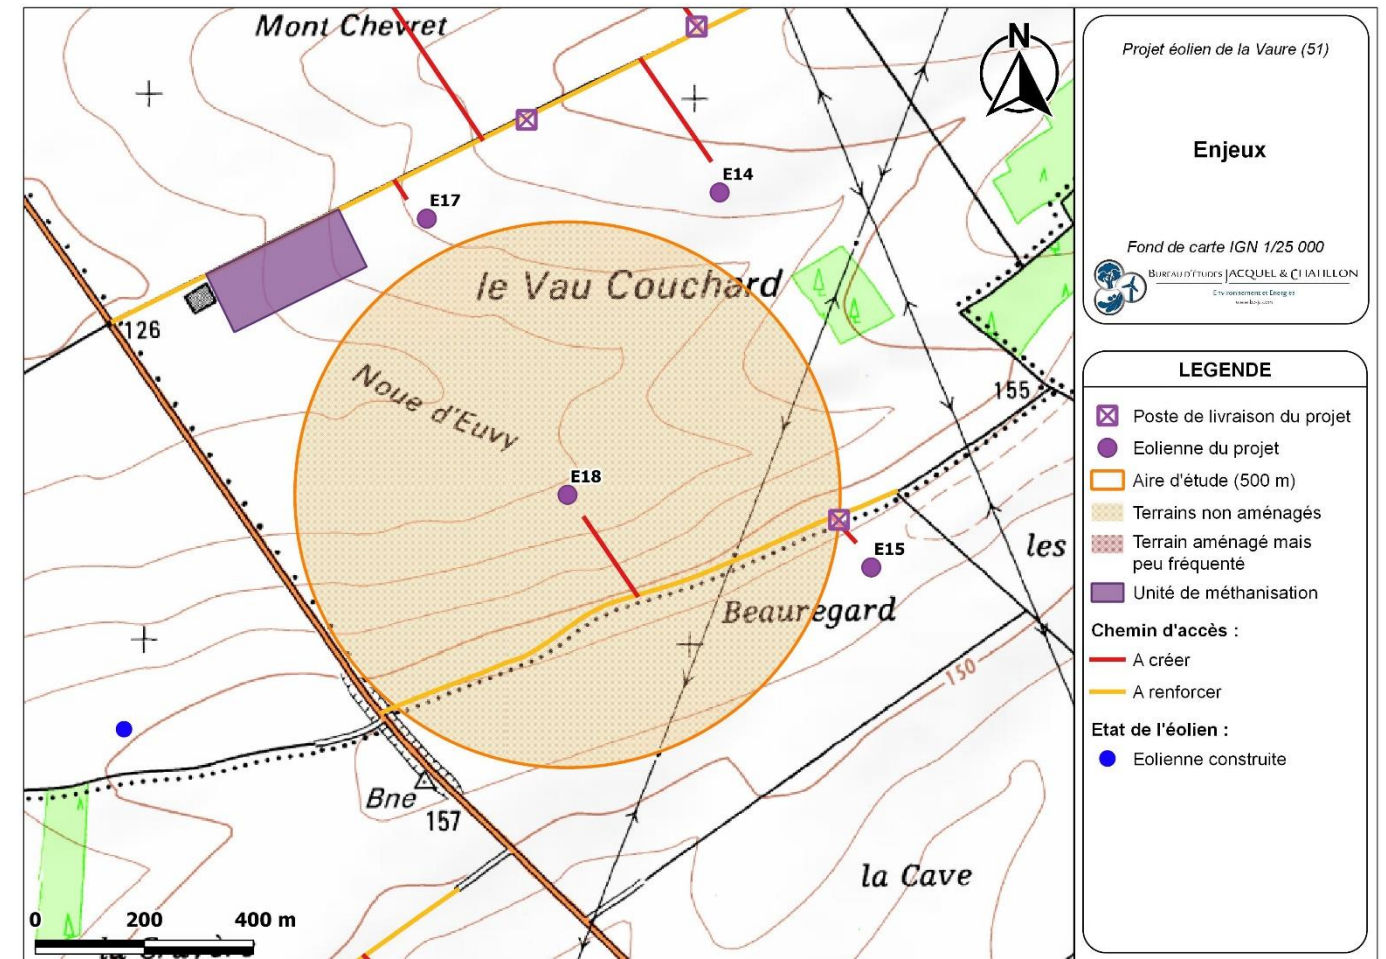 Mont Chevret
N
E14
E17
le Vau Couchard
126
Noue d'Euvy
155
E18
E15
les
Beauregard
150
Bne
157
la Cave
0 200 400 m
Projet éolien de la Vaure (51)
Enjeux
Fond de carte IGN 1/25 000
BUREAU D'ÉTUDES JACQUEL & CHATILLON
Environnement et Energies
LEGENDE
Poste de livraison du projet
Eolienne du projet
Aire d'étude (500 m)
Terrains non aménagés
Terrain aménagé mais
peu fréquenté
Unité de méthanisation
Chemin d'accès :
A créer
A renforcer
Etat de l'éolien :
Eolienne construite